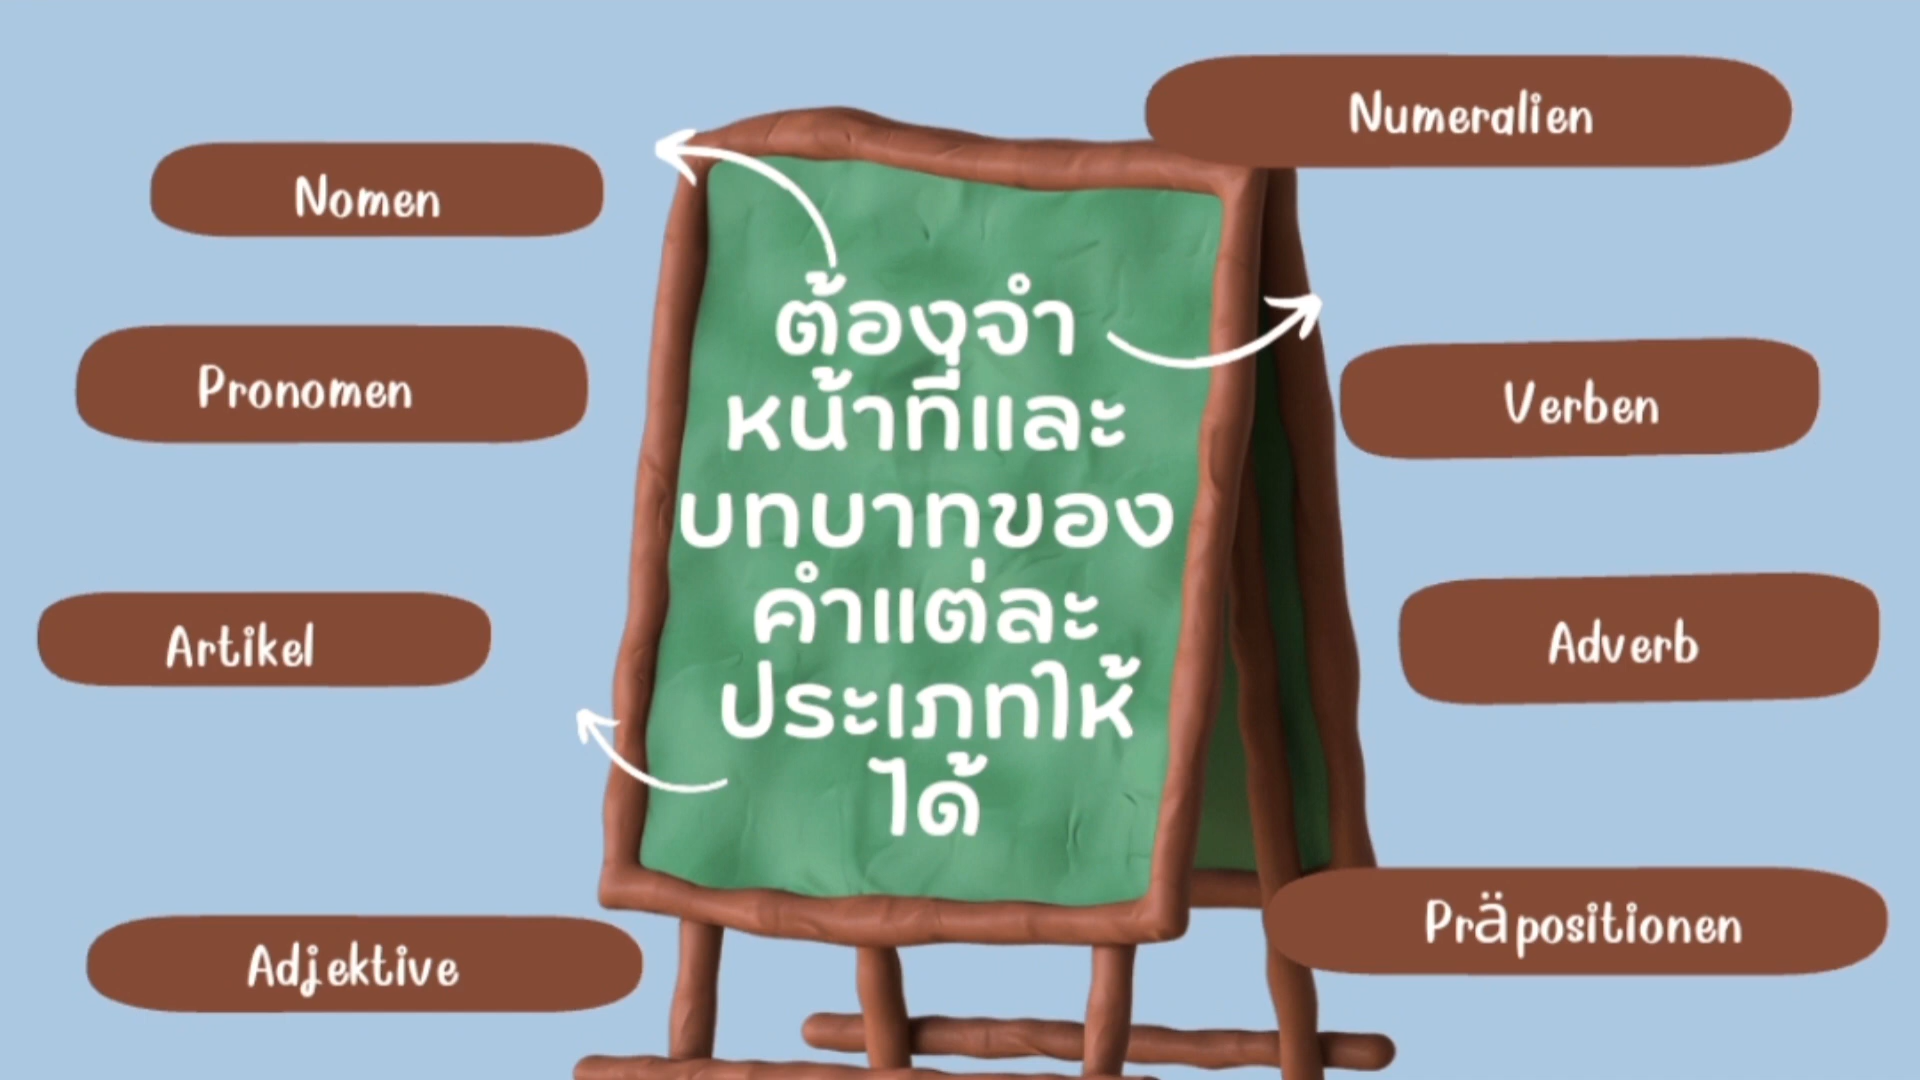 Nomen
Pronomen
Artikel
Adjektive
ต้องจำ
หน้าที่และ
บทบาทของ
คำแต่ละ
ประเภทให้
ได้
Numeralien
Verben
Adverb
Präpositionen